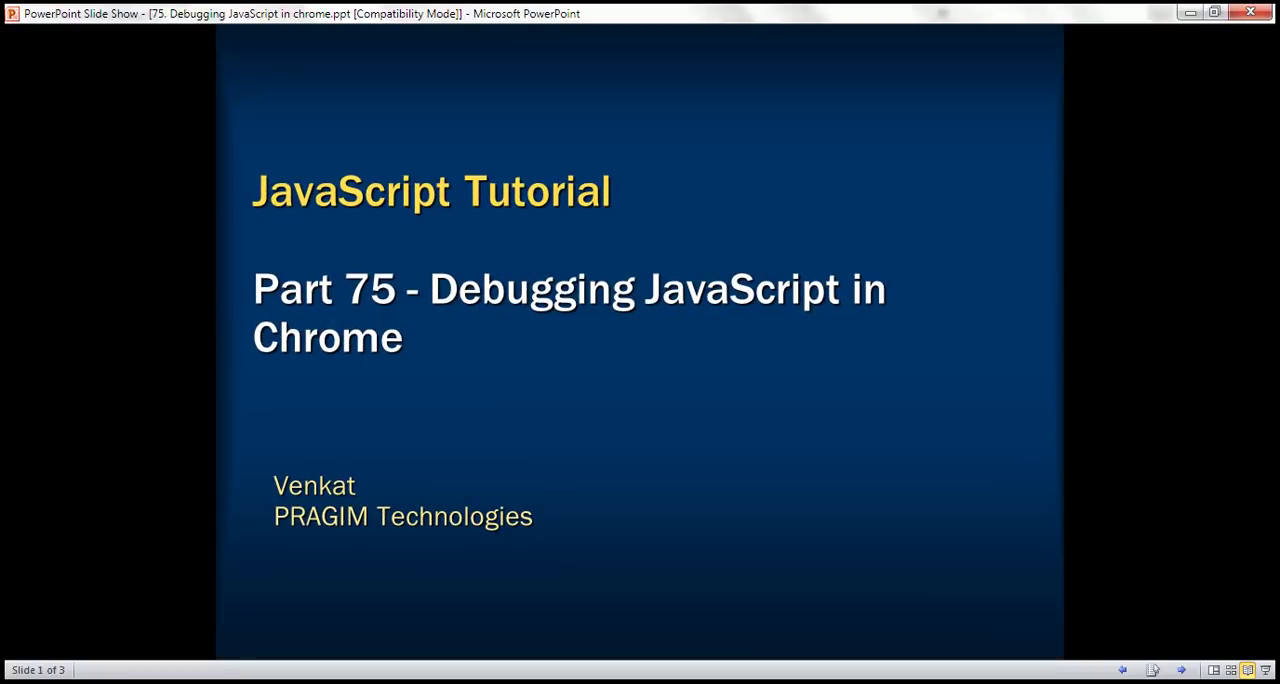 PowerPoint Slide Show - [75. Debugging JavaScript in chrome.ppt [Compatibility Mode]] - Microsoft PowerPoint
JavaScript Tutorial
Part 75 - Debugging JavaScript in
Chrome
Venkat
PRAGIM Technologies
Slide 1 of 3